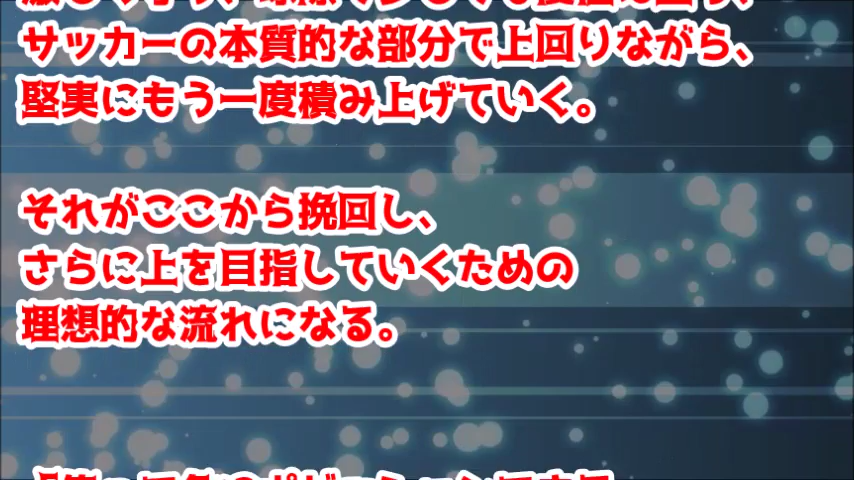 サッカーの本質的な部分で上回りながら、
堅実にもう一度積み上げていく。
それがここから挽回し、
さらに上を目指していくための
理想的な流れになる。